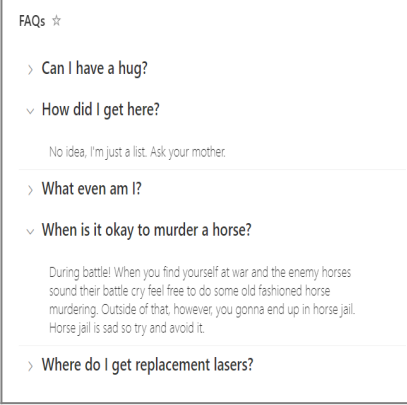 FAQs ☆
Can I have a hug?
How did I get here?
No idea, I'm just a list. Ask your mother.
What even am I?
When is it okay to murder a horse?
During battle! When you find yourself at war and the enemy horses
sound their battle cry feel free to do some old fashioned horse
murdering. Outside of that, however, you gonna end up in horse jail.
Horse jail is sad so try and avoid it.
Where do I get replacement lasers?